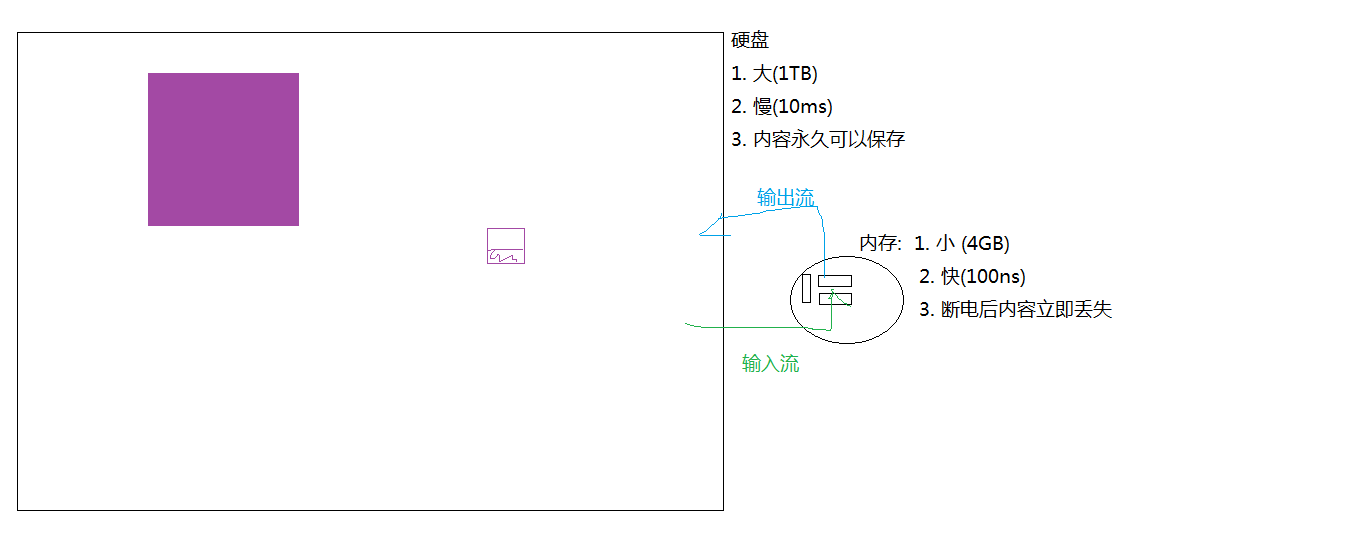 硬盘
1. 大(1TB)
2. 慢(10ms)
3. 内容永久可以保存
输出流
内存: 1. 小 (4GB)
2. 快(100ns)
3. 断电后内容立即丢失
输入流